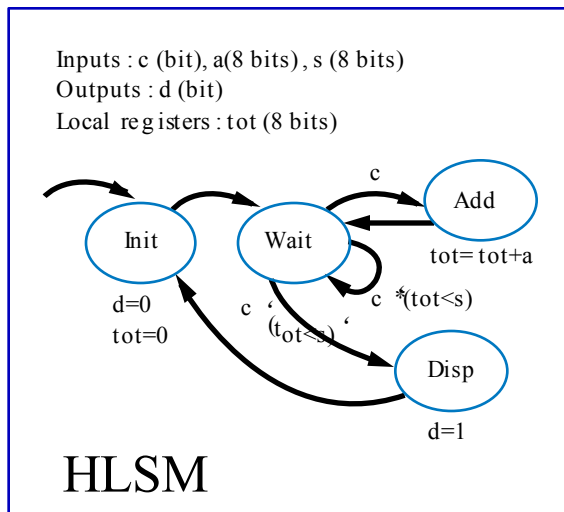 Inputs : c (bit), a(8 bits) , s (8 bits)
Outputs : d (bit)
Local registers : tot (8 bits)
c
Add
Init
Wait
tot= tot+a
d=0
tot=0
c *(tot<s)
c ‘
(tot<s) ‘
Disp
d=1
HLSM